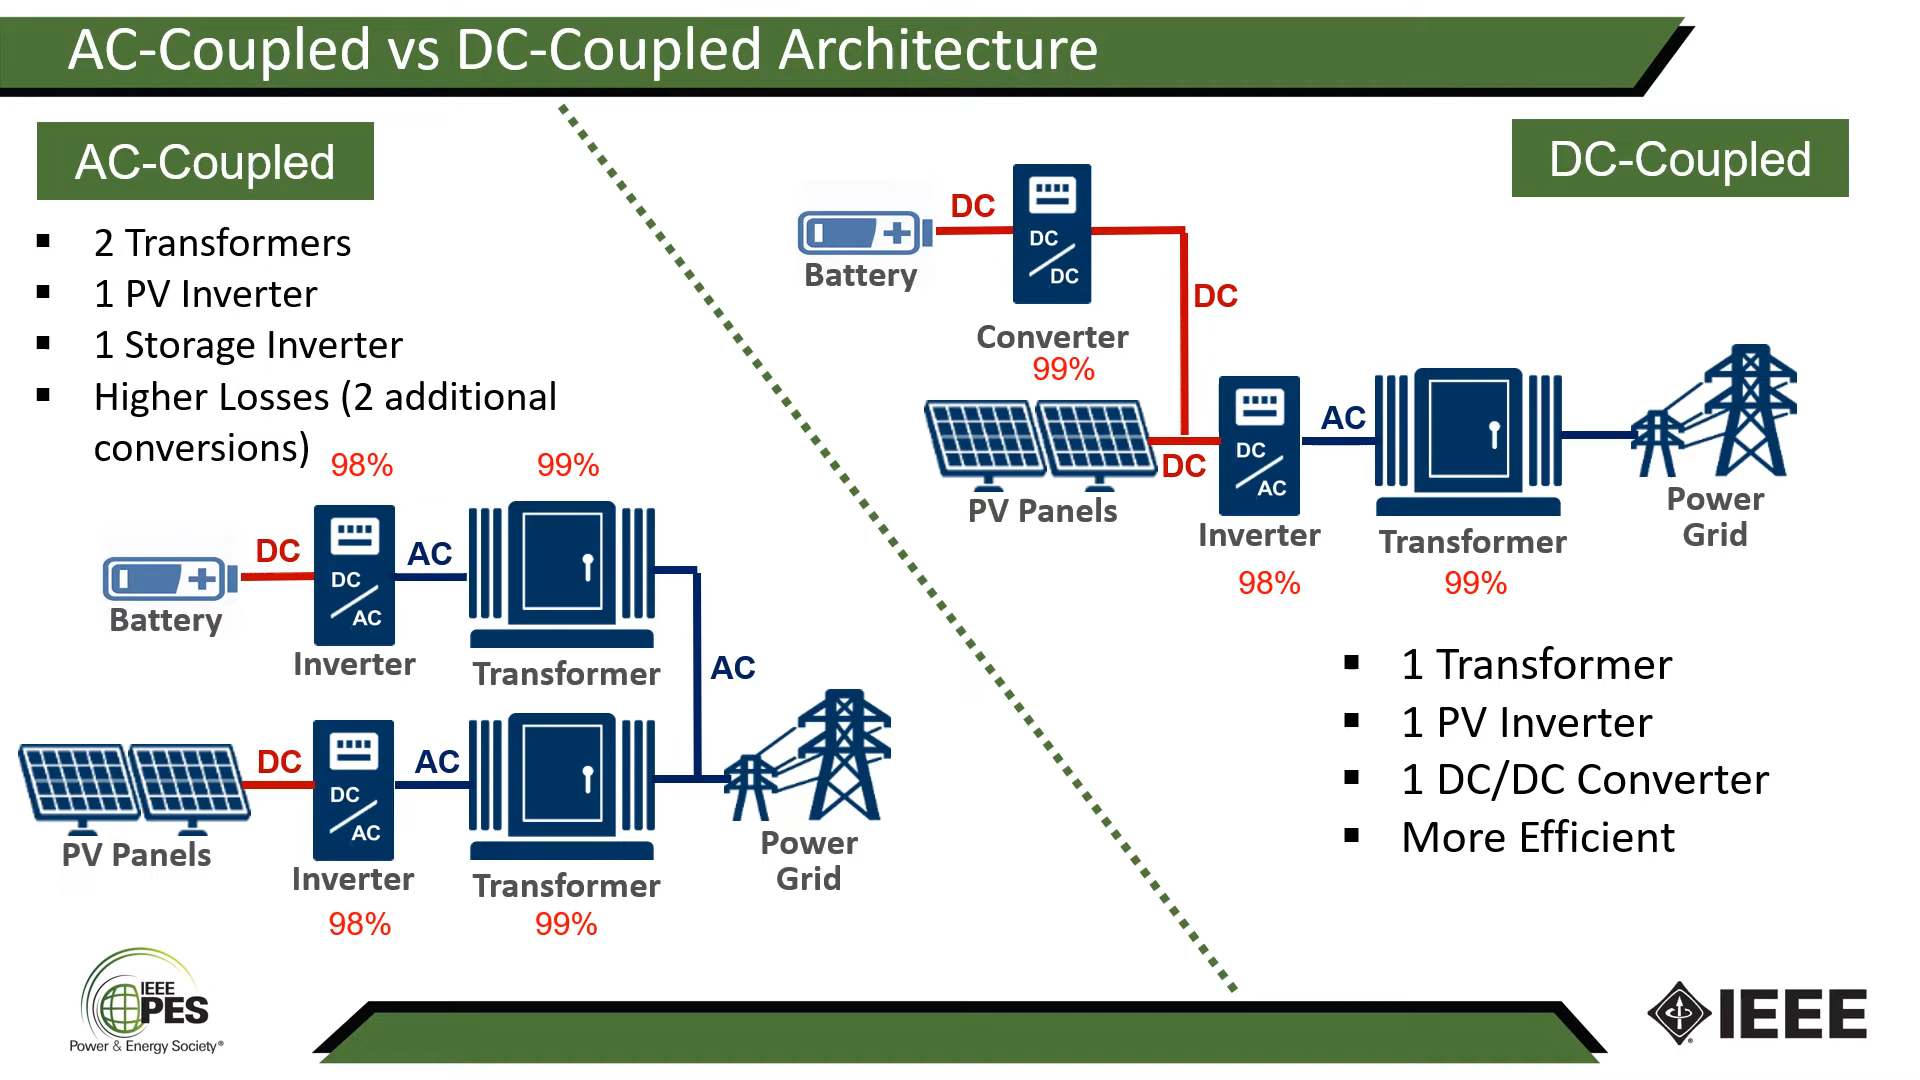 AC-Coupled vs DC-Coupled Architecture
AC-Coupled
▪ 2 Transformers
▪ 1 PV Inverter
▪ 1 Storage Inverter
▪ Higher Losses (2 additional
conversions)
98%
99%
DC
DC
AC
AC
Battery
Inverter
Transformer
AC
DC
DC
AC
AC
PV Panels
Inverter
Transformer
Power
Grid
98%
99%
DC-Coupled
DC
DC
DC
Battery
DC
Converter
99%
DC
DC
AC
AC
PV Panels
Inverter
Transformer
Power
Grid
98%
99%
▪ 1 Transformer
▪ 1 PV Inverter
▪ 1 DC/DC Converter
▪ More Efficient
IEEE
PES
Power & Energy Society®
IEEE